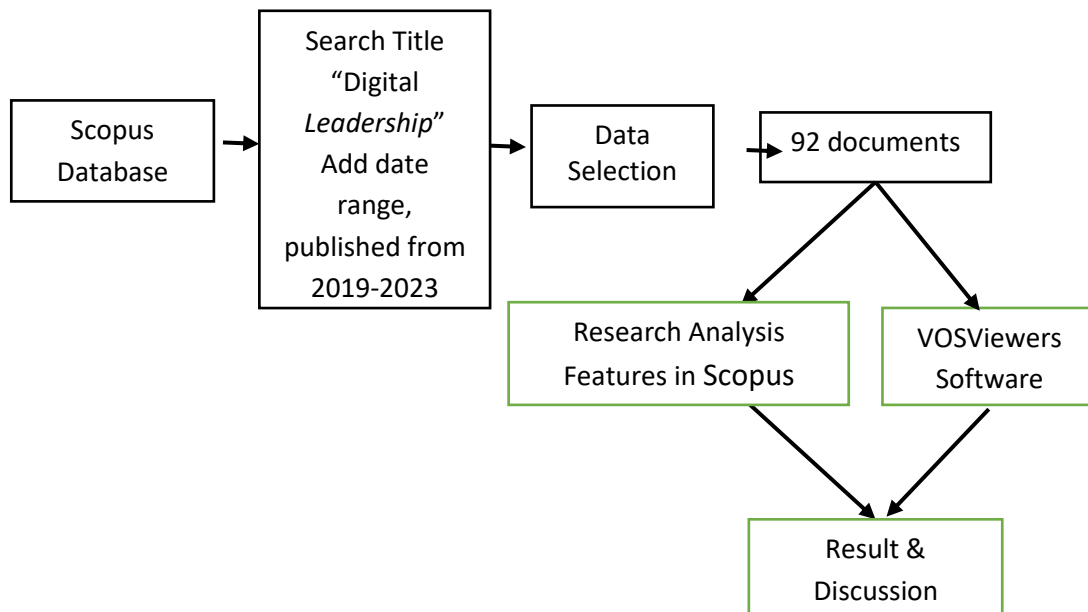 Scopus
Database
Search Title
“Digital
Leadership”
Add date
range,
published from
2019-2023
Data
Selection
92 documents
Research Analysis
Features in Scopus
VOSViewers
Software
Result &
Discussion